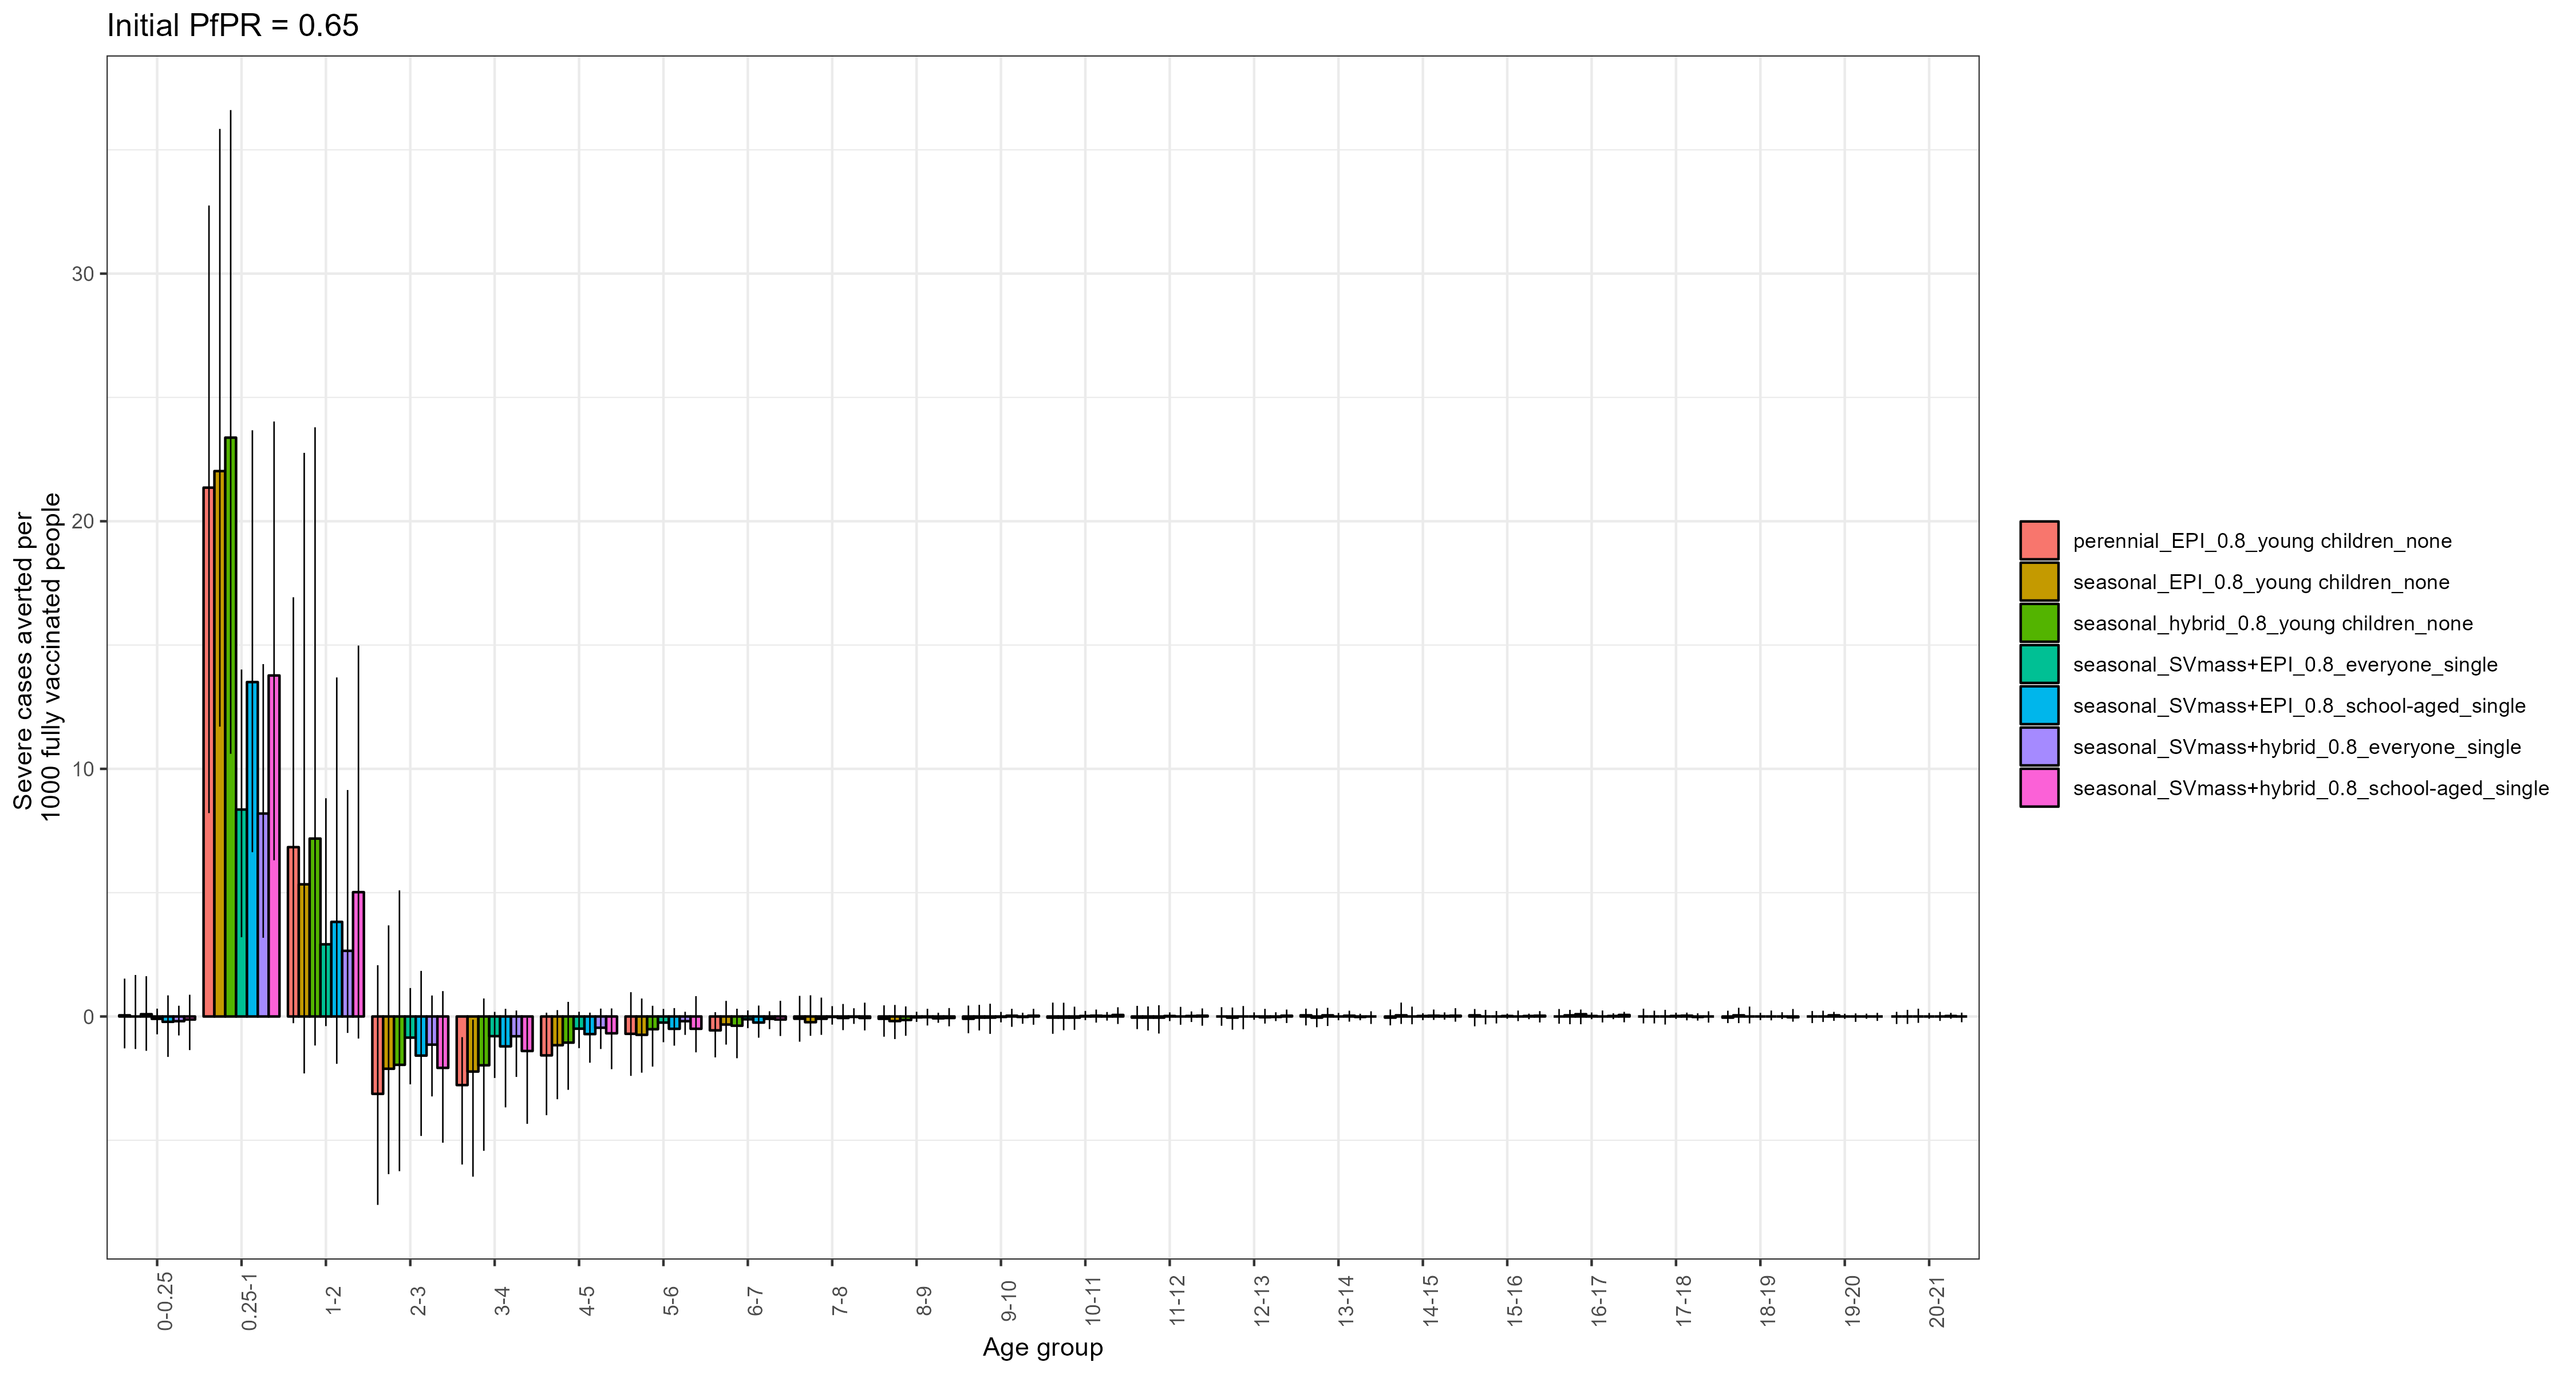 Initial PfPR = 0.65
Severe cases averted per
1000 fully vaccinated people
30
20
10
0
0-0.25
0.25-1
1-2
2-3
3-4
4-5
5-6
6-7
7-8
8-9
9-10
10-11
11-12
12-13
13-14
14-15
15-16
16-17
17-18
18-19
19-20
20-21
Age group
perennial_EPI_0.8_young children_none
seasonal_EPI_0.8_young children_none
seasonal_hybrid_0.8_young children_none
seasonal_SVmass+EPI_0.8_everyone_single
seasonal_SVmass+EPI_0.8_school-aged_single
seasonal_SVmass+hybrid_0.8_everyone_single
seasonal_SVmass+hybrid_0.8_school-aged_single